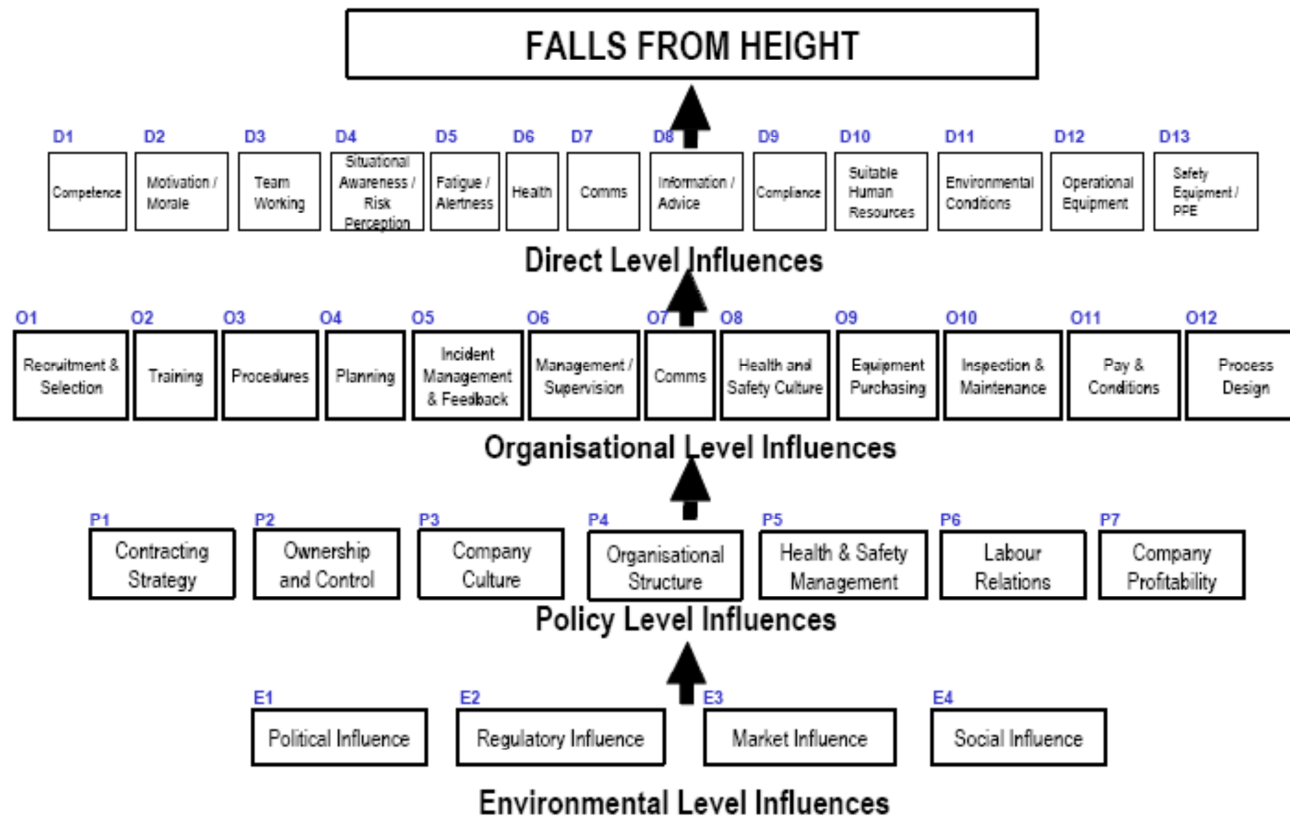 FALLS FROM HEIGHT
D1
D2
D3
D4
D5
D6
D7
D8
D9
D10
D11
D12
D13
Competence
Motivation /
Morale
Team
Working
Situational
Awareness /
Risk
Perception
Fatigue /
Alertness
Health
Comms
Information /
Advice
Compliance
Suitable
Human
Resources
Environmental
Conditions
Operational
Equipment
Safety
Equipment /
PPE
Direct Level Influences
O1
O2
O3
O4
O5
O6
O7
O8
O9
O10
O11
O12
Recruitment &
Selection
Training
Procedures
Planning
Incident
Management
& Feedback
Management /
Supervision
Comms
Health and
Safety Culture
Equipment
Purchasing
Inspection &
Maintenance
Pay &
Conditions
Process
Design
Organisational Level Influences
P1
P2
P3
P4
P5
P6
P7
Contracting
Strategy
Ownership
and Control
Company
Culture
Organisational
Structure
Health & Safety
Management
Labour
Relations
Company
Profitability
Policy Level Influences
E1
E2
E3
E4
Political Influence
Regulatory Influence
Market Influence
Social Influence
Environmental Level Influences